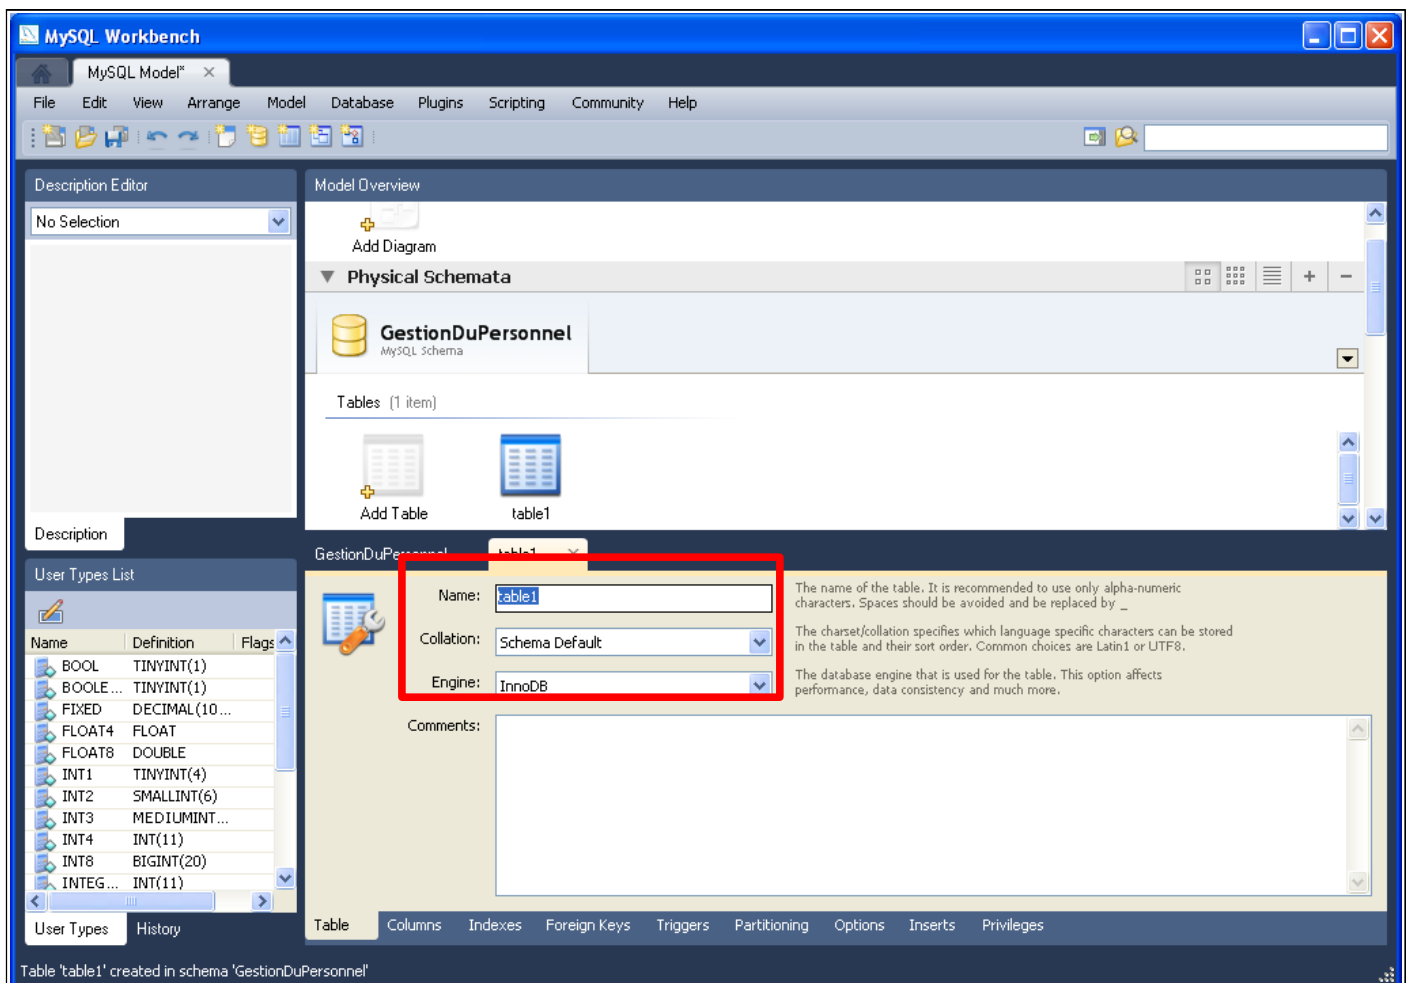 MySQL Workbench
MySQL Model* ×
File Edit View Arrange Model Database Plugins Scripting Community Help
Description Editor
No Selection
Description
User Types List
Name Definition Flags
BOOL TINYINT(1)
BOOLE... TINYINT(1)
FIXED DECIMAL(10...
FLOAT4 FLOAT
FLOAT8 DOUBLE
INT1 TINYINT(4)
INT2 SMALLINT(6)
INT3 MEDIUMINT...
INT4 INT(11)
INT8 BIGINT(20)
INTEG... INT(11)
User Types History
Model Overview
Add Diagram
Physical Schemata
GestionDuPersonnel
MySQL Schema
Tables (1 item)
Add Table table1
GestionDuPersonnel table1 ×
Name: table1
The name of the table. It is recommended to use only alpha-numeric
characters. Spaces should be avoided and be replaced by _
Collation: Schema Default
The charset/collation specifies which language specific characters can be stored
in the table and their sort order. Common choices are Latin1 or UTF8.
Engine: InnoDB
The database engine that is used for the table. This option affects
performance, data consistency and much more.
Comments:
Table Columns Indexes Foreign Keys Triggers Partitioning Options Inserts Privileges
Table 'table1' created in schema 'GestionDuPersonnel'